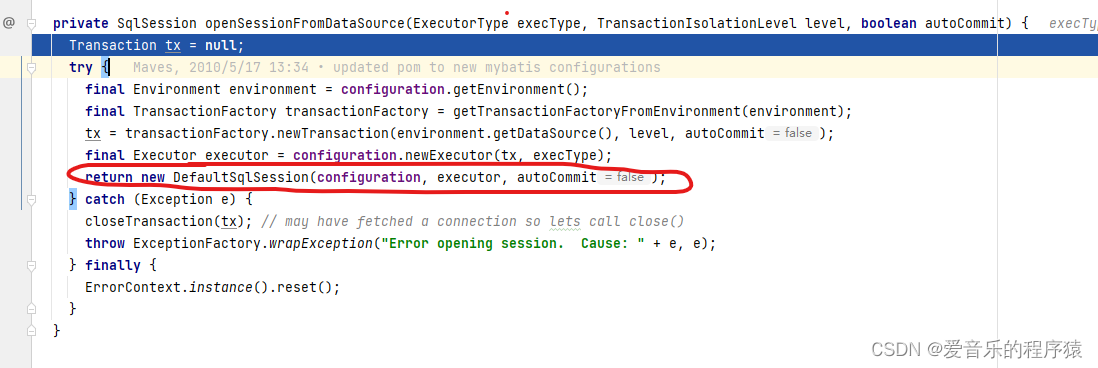 @ private SqlSession openSessionFromDataSource(ExecutorType execType, TransactionIsolationLevel level, boolean autoCommit) { execTy
Transaction tx = null;
try { Maves, 2010/5/17 13:34 • updated pom to new mybatis configurations
final Environment environment = configuration.getEnvironment();
final TransactionFactory transactionFactory = getTransactionFactoryFromEnvironment(environment);
tx = transactionFactory.newTransaction(environment.getDataSource(), level, autoCommit = false );
final Executor executor = configuration.newExecutor(tx, execType);
return new DefaultSqlSession(configuration, executor, autoCommit = false );
} catch (Exception e) {
closeTransaction(tx); // may have fetched a connection so lets call close()
throw ExceptionFactory.wrapException("Error opening session.  Cause: " + e, e);
} finally {
ErrorContext.instance().reset();
}
}
CSDN @爱音乐的程序猿